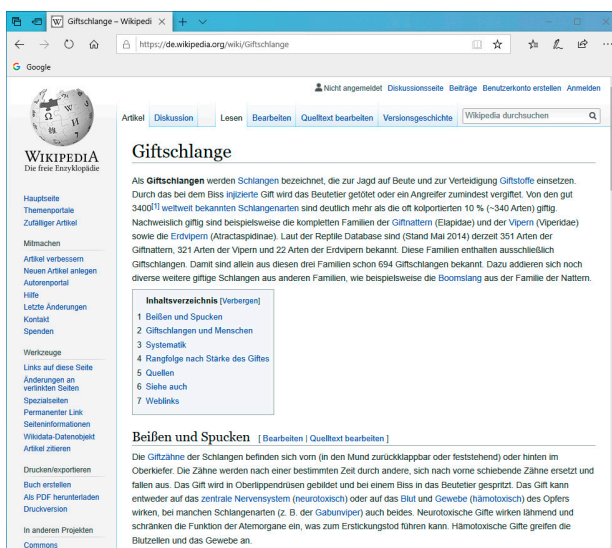 Giftschlange – Wikipedi
https://de.wikipedia.org/wiki/Giftschlange
Google
Nicht angemeldet Diskussionsseite Beiträge Benutzerkonto erstellen Anmelden
Artikel Diskussion Lesen Bearbeiten Quelltext bearbeiten Versionsgeschichte Wikipedia durchsuchen
WIKIPEDIA
Die freie Enzyklopädie
Hauptseite
Themenportale
Zufälliger Artikel
Mitmachen
Artikel verbessern
Neuen Artikel anlegen
Autorenportal
Hilfe
Letzte Änderungen
Kontakt
Spenden
Werkzeuge
Links auf diese Seite
Änderungen an
verlinkten Seiten
Spezialseiten
Permanenter Link
Seiteninformationen
Wikidata-Datenobjekt
Artikel zitieren
Drucken/exportieren
Buch erstellen
Als PDF herunterladen
Druckversion
In anderen Projekten
Commons
Giftschlange
Als Giftschlangen werden Schlangen bezeichnet, die zur Jagd auf Beute und zur Verteidigung Giftstoffe einsetzen.
Durch das bei dem Biss injizierte Gift wird das Beutetier getötet oder ein Angreifer zumindest vergiftet. Von den gut
3400[1] weltweit bekannten Schlangenarten sind deutlich mehr als die oft kolportierten 10 % (~340 Arten) giftig.
Nachweislich giftig sind beispielsweise die kompletten Familien der Giftnattern (Elapidae) und der Vipern (Viperidae)
sowie die Erdvipern (Atractaspidinae). Laut der Reptile Database sind (Stand Mai 2014) derzeit 351 Arten der
Giftnattern, 321 Arten der Vipern und 22 Arten der Erdvipern bekannt. Diese Familien enthalten ausschließlich
Giftschlangen. Damit sind allein aus diesen drei Familien schon 694 Giftschlangen bekannt. Dazu addieren sich noch
diverse weitere giftige Schlangen aus anderen Familien, wie beispielsweise die Boomslang aus der Familie der Nattern.
Inhaltsverzeichnis [Verbergen]
1 Beißen und Spucken
2 Giftschlangen und Menschen
3 Systematik
4 Rangfolge nach Stärke des Giftes
5 Quellen
6 Siehe auch
7 Weblinks
Beißen und Spucken [ Bearbeiten | Quelltext bearbeiten ]
Die Giftzähne der Schlangen befinden sich vorn (in den Mund zurückklappbar oder feststehend) oder hinten im
Oberkiefer. Die Zähne werden nach einer bestimmten Zeit durch andere, sich nach vorne schiebende Zähne ersetzt und
fallen aus. Das Gift wird in Oberlippendrüsen gebildet und bei einem Biss in das Beutetier gespritzt. Das Gift kann
entweder auf das zentrale Nervensystem (neurotoxisch) oder auf das Blut und Gewebe (hämotoxisch) des Opfers
wirken, bei manchen Schlangenarten (z. B. der Gabunviper) auch beides. Neurotoxische Gifte wirken lähmend und
schränken die Funktion der Atemorgane ein, was zum Erstickungstod führen kann. Hämotoxische Gifte greifen die
Blutzellen und das Gewebe an.